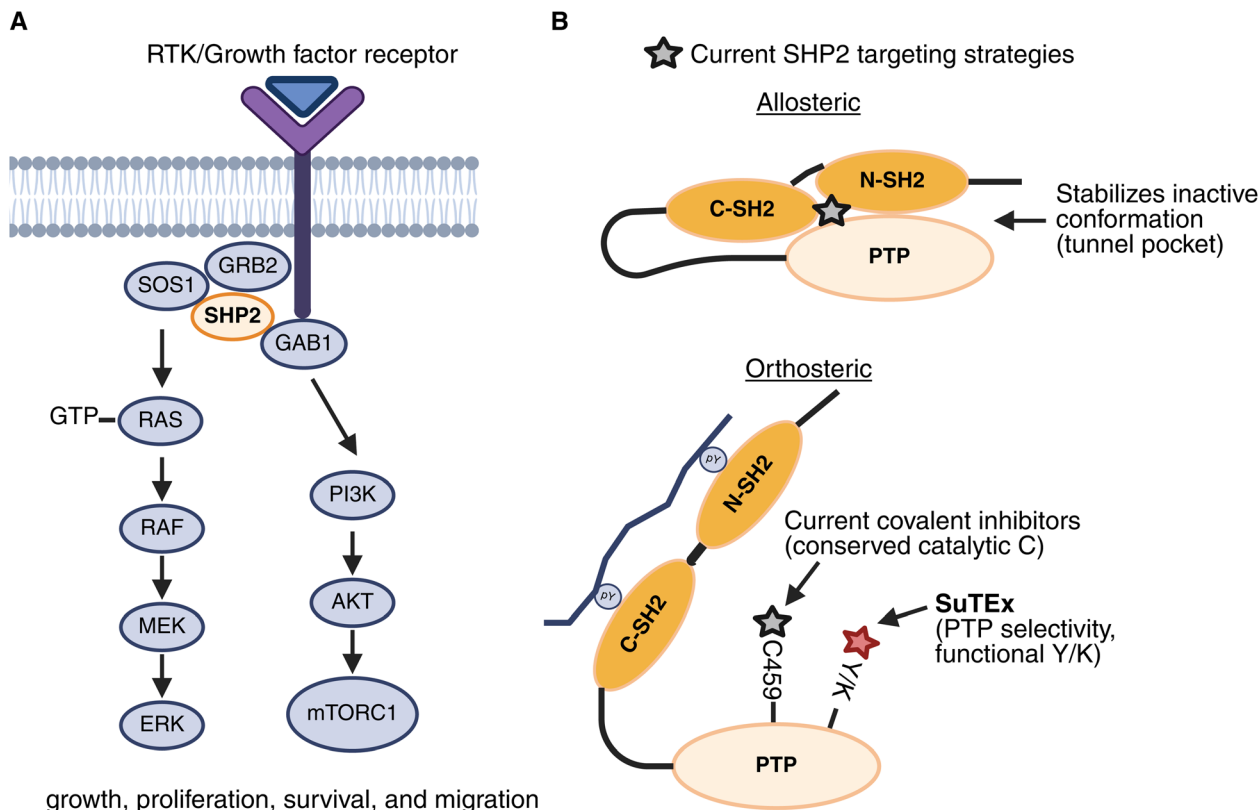 A
RTK/Growth factor receptor
GRB2
SOS1
SHP2
GAB1
GTP
RAS
PI3K
RAF
AKT
MEK
mTORC1
ERK
growth, proliferation, survival, and migration
B
Current SHP2 targeting strategies
Allosteric
N-SH2
C-SH2
PTP
Stabilizes inactive
conformation
(tunnel pocket)
Orthosteric
pY
N-SH2
pY
C-SH2
Current covalent inhibitors
(conserved catalytic C)
C459
SuTEx
(PTP selectivity,
functional Y/K)
Y/K
PTP